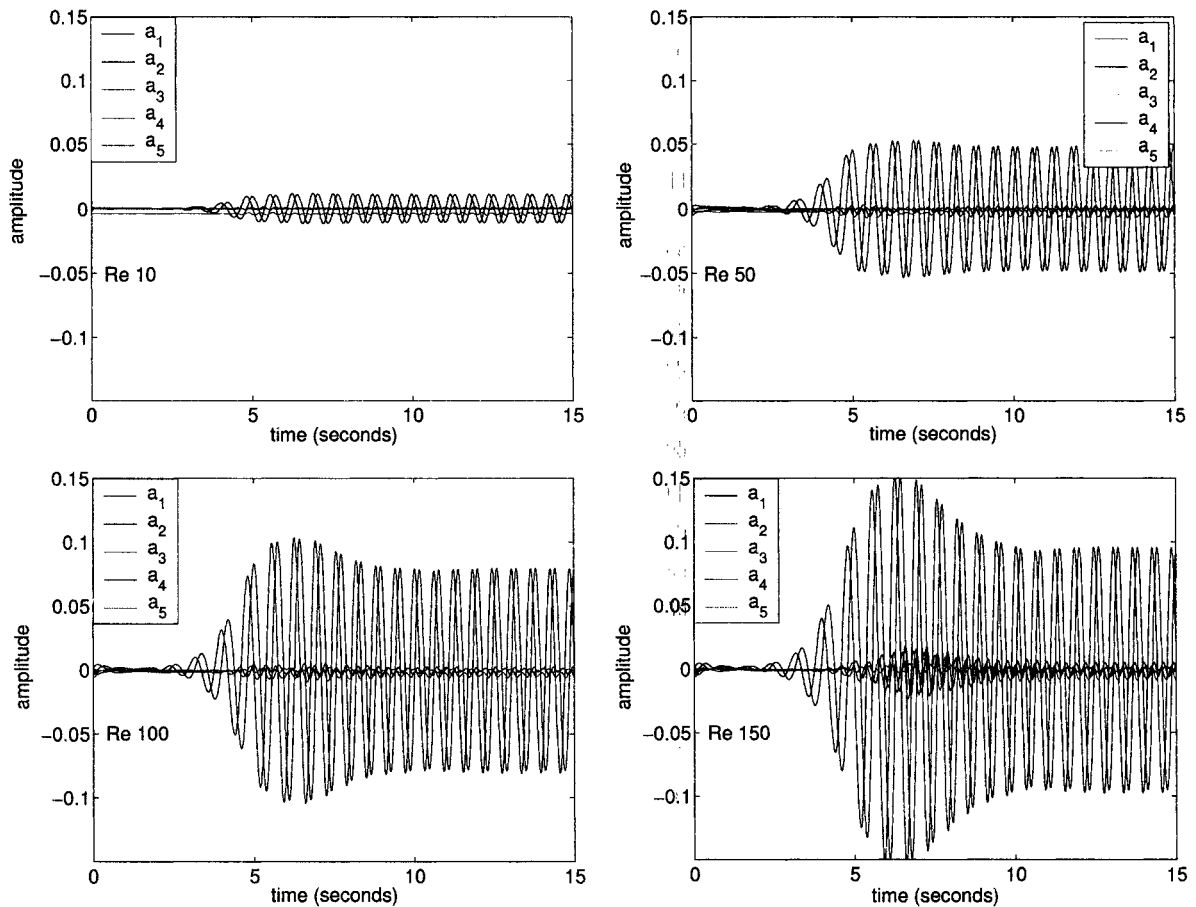 0.15
0.1
0.05
0
−0.05
−0.1
amplitude
a1
a2
a3
a4
a5
Re 10
0 5 10 15
time (seconds)
0.15
0.1
0.05
0
−0.05
−0.1
amplitude
a1
a2
a3
a4
a5
Re 50
0 5 10 15
time (seconds)
0.15
0.1
0.05
0
−0.05
−0.1
amplitude
a1
a2
a3
a4
a5
Re 100
0 5 10 15
time (seconds)
0.15
0.1
0.05
0
−0.05
−0.1
amplitude
a1
a2
a3
a4
a5
Re 150
0 5 10 15
time (seconds)